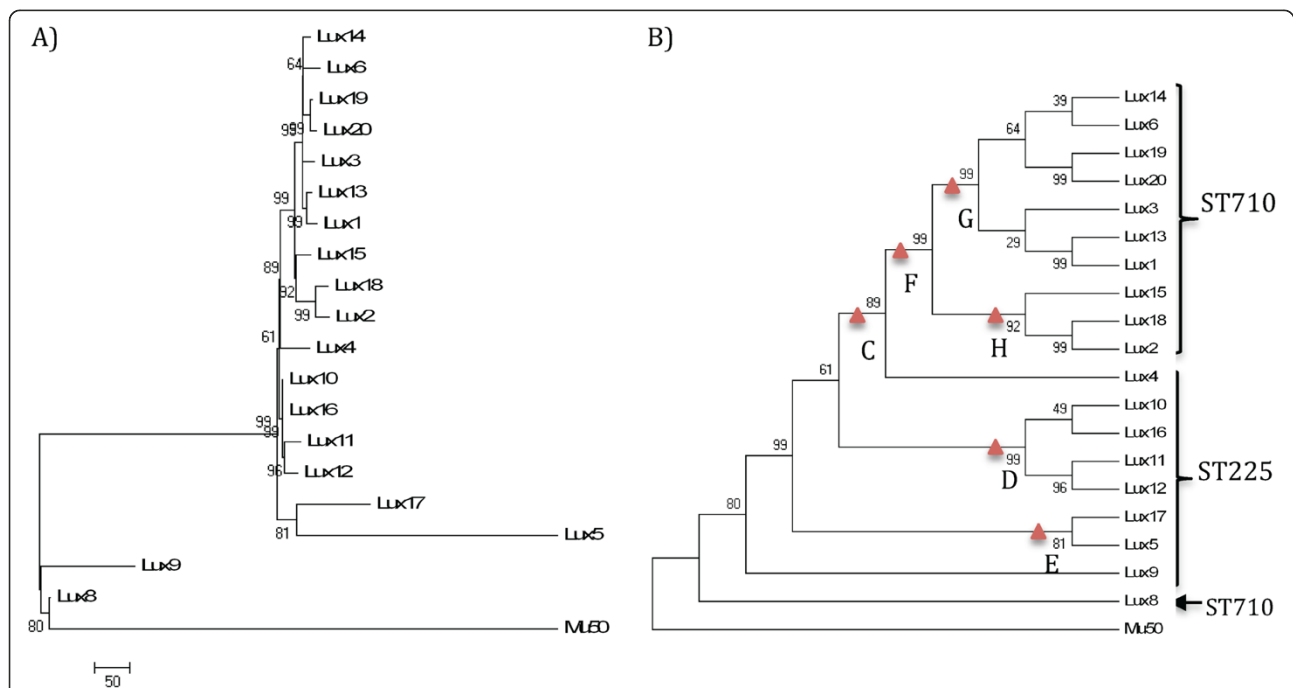 A)
Lux14
64
Lux6
Lux19
99
99
Lux20
Lux3
99
Lux13
99
Lux1
Lux15
89
92
Lux18
99
Lux2
61
Lux4
Lux10
99
99
Lux16
Lux11
96
Lux12
Lux17
81
Lux5
Lux9
Lux8
80
Mu50
50
B)
39
Lux14
Lux6
64
Lux19
99
Lux20
99
G
Lux3
29
Lux13
99
Lux1
99
F
Lux15
92
Lux18
H
99
Lux2
89
C
Lux4
61
49
Lux10
Lux16
99
D
Lux11
96
Lux12
99
Lux17
81
Lux5
E
80
Lux9
Lux8
Mu50
ST710
ST225
ST710